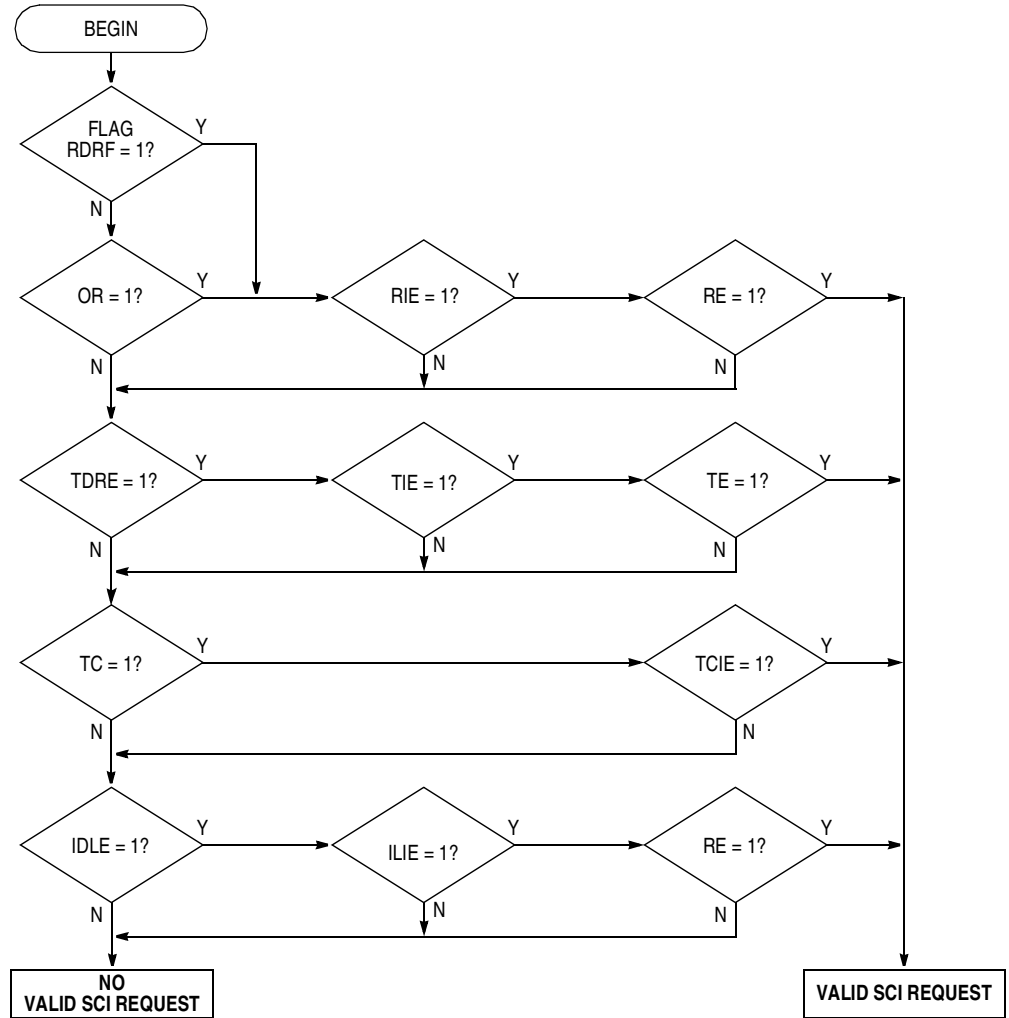 BEGIN
FLAG
RDRF = 1?
Y
N
OR = 1?
Y
RIE = 1?
Y
RE = 1?
Y
N
N
N
TDRE = 1?
Y
TIE = 1?
Y
TE = 1?
Y
N
N
N
TC = 1?
Y
TCIE = 1?
Y
N
N
IDLE = 1?
Y
ILIE = 1?
Y
RE = 1?
Y
N
N
N
NO
VALID SCI REQUEST
VALID SCI REQUEST